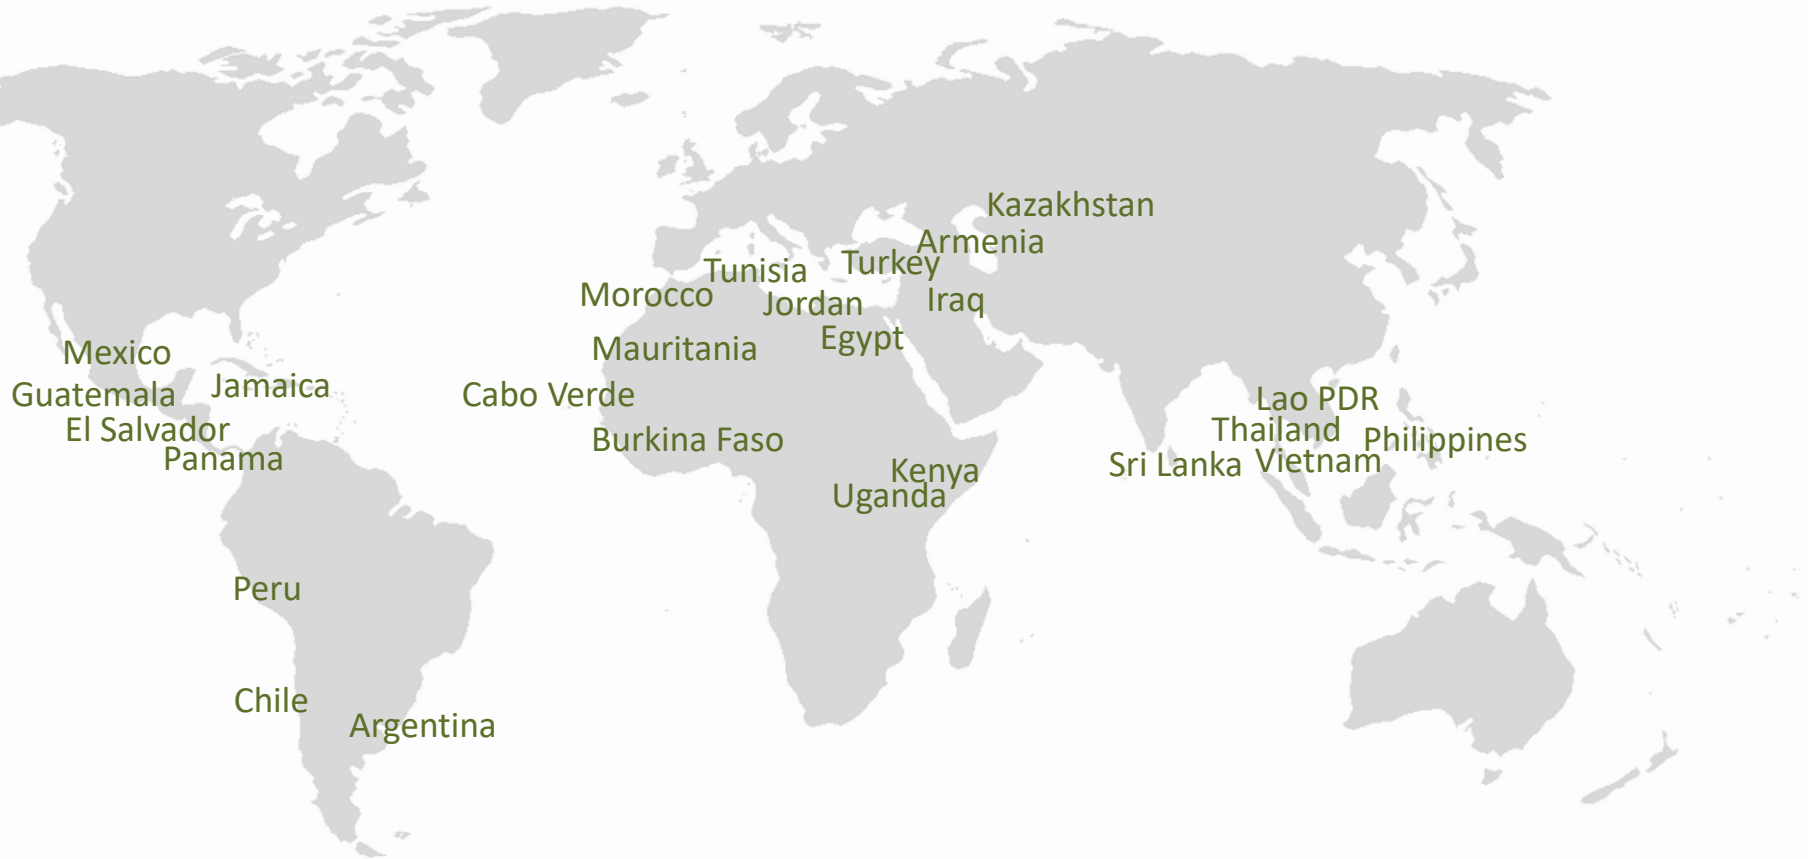 Kazakhstan
Armenia
Turkey
Tunisia
Morocco
Jordan
Iraq
Egypt
Mauritania
Mexico
Jamaica
Guatemala
Cabo Verde
El Salvador
Burkina Faso
Panama
Lao PDR
Thailand
Philippines
Sri Lanka
Vietnam
Kenya
Uganda
Peru
Chile
Argentina